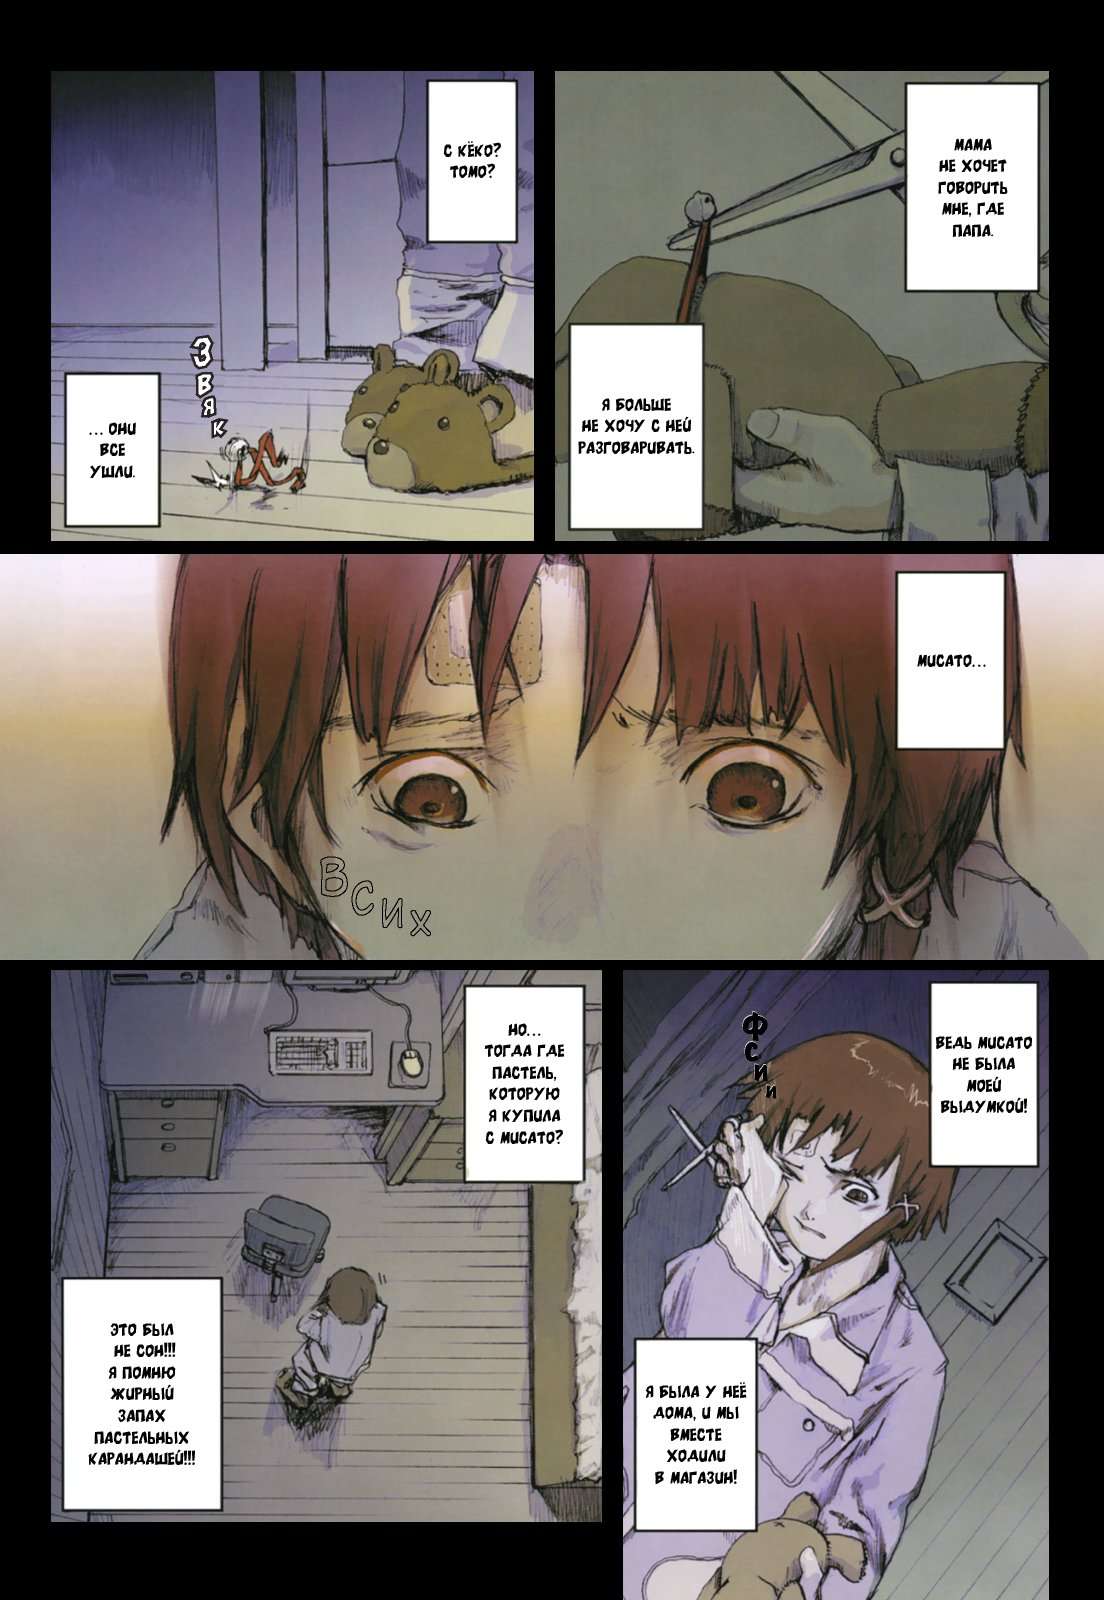 МАМА
НЕ ХОЧЕТ
ГОВОРИТЬ
МНЕ, ГДЕ
ПАПА.
Я БОЛЬШЕ
НЕ ХОЧУ С НЕЙ
РАЗГОВАРИВАТЬ.
С КЁКО?
ТОМО?
ЗВЯК
... ОНИ
ВСЕ
УШЛИ.
МИСАТО...
ВСИХ
ВЕДЬ МИСАТО
НЕ БЫЛА
МОЕЙ
ВЫДУМКОЙ!
ФСИИ
Я БЫЛА У НЕЁ
ДОМА, И МЫ
ВМЕСТЕ
ХОДИЛИ
В МАГАЗИН!
НО...
ТОГДА ГДЕ
ПАСТЕЛЬ,
КОТОРУЮ
Я КУПИЛА
С МИСАТО?
ЭТО БЫЛ
НЕ СОН!!!
Я ПОМНЮ
ЖИРНЫЙ
ЗАПАХ
ПАСТЕЛЬНЫХ
КАРАНДАШЕЙ!!!